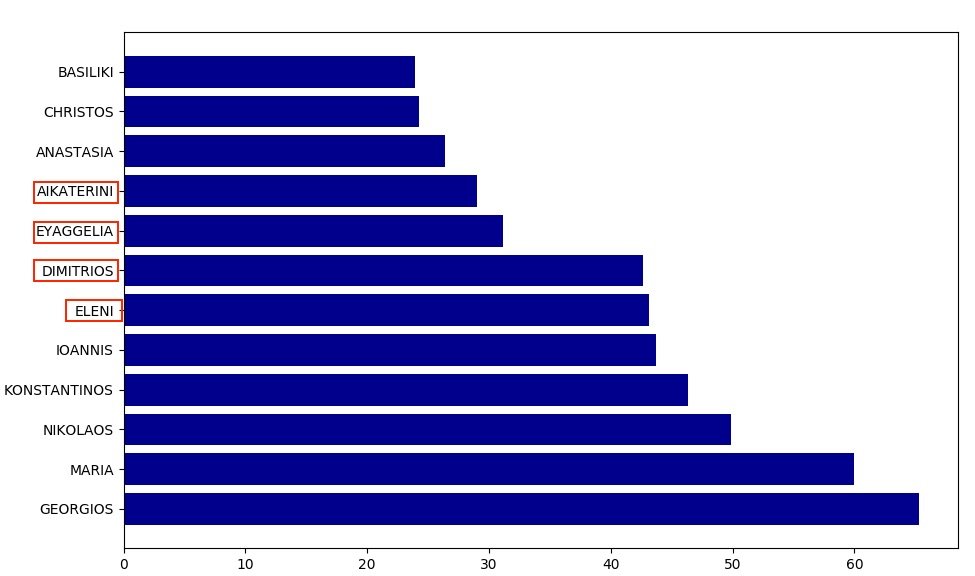 BASILIKI
CHRISTOS
ANASTASIA
AIKATERINI
EYAGGELIA
DIMITRIOS
ELENI
IOANNIS
KONSTANTINOS
NIKOLAOS
MARIA
GEORGIOS
0 10 20 30 40 50 60